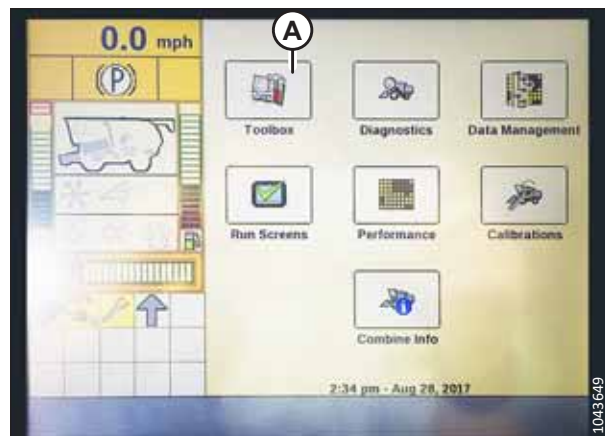 0.0 mph
A
(P)
Toolbox
Diagnostics
Data Management
Run Screens
Performance
Calibrations
Combine Info
2:34 pm - Aug 28, 2017
1043649